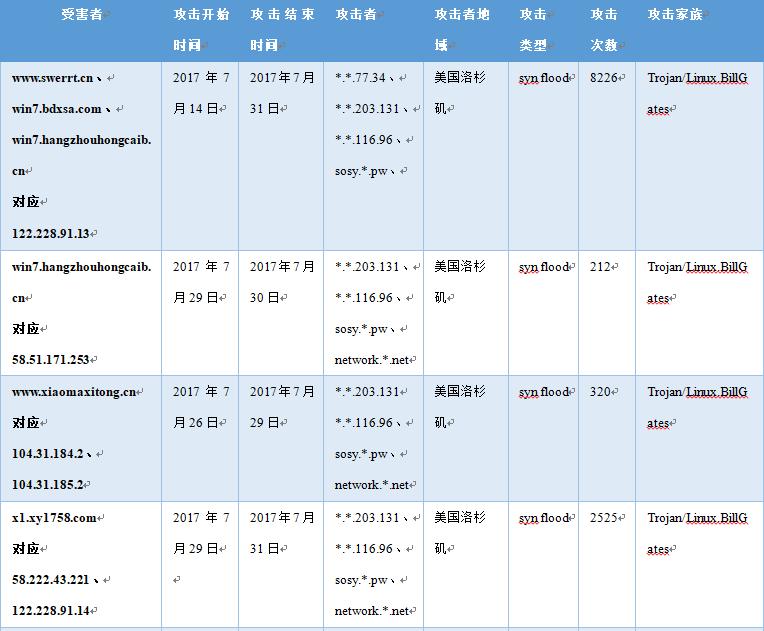 受害者
攻击开始
时间
攻击结束
时间
攻击者
攻击者地
域
攻击
类型
攻击
次数
攻击家族
www.swerrt.cn、
win7.bdxsa.com、
win7.hangzhouhongcaib.
cn
对应
122.228.91.13
2017 年 7
月 14 日
2017 年 7 月
31 日
*.*.77.34、
*.*.203.131、
*.*.116.96、
sosy.*.pw、
美国洛杉
矶
syn flood
8226
Trojan/Linux.BillG
ates
win7.hangzhouhongcaib.
cn
对应
58.51.171.253
2017 年 7
月 29 日
2017 年 7 月
30 日
*.*.203.131、
*.*.116.96、
sosy.*.pw、
network.*.net
美国洛杉
矶
syn flood
212
Trojan/Linux.BillG
ates
www.xiaomaxitong.cn
对应
104.31.184.2、
104.31.185.2
2017 年 7
月 26 日
2017 年 7 月
29 日
*.*.203.131
*.*.116.96、
sosy.*.pw、
network.*.net
美国洛杉
矶
syn flood
320
Trojan/Linux.BillG
ates
x1.xy1758.com
对应
58.222.43.221、
122.228.91.14
2017 年 7
月 29 日
2017 年 7 月
31 日
*.*.203.131、
*.*.116.96、
sosy.*.pw、
network.*.net
美国洛杉
矶
syn flood
2525
Trojan/Linux.BillG
ates